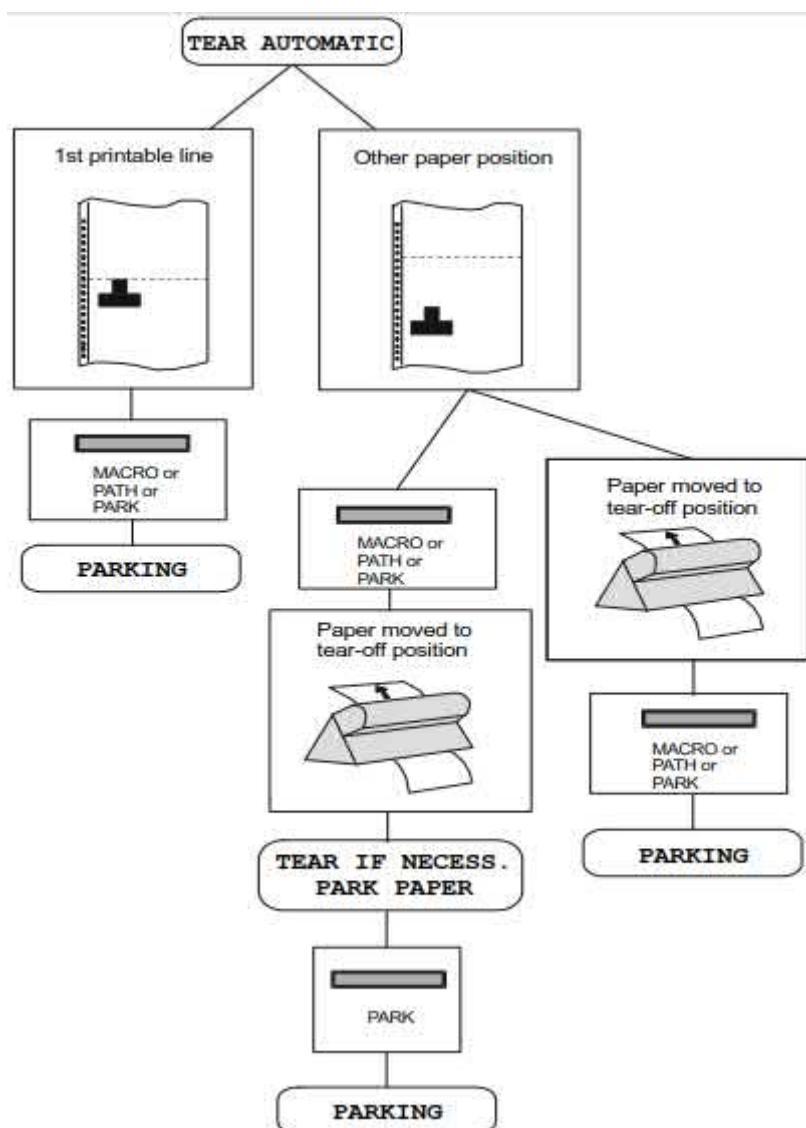 TEAR AUTOMATIC
1st printable line
Other paper position
MACRO or
PATH or
PARK
PARKING
MACRO or
PATH or
PARK
Paper moved to
tear-off position
TEAR IF NECESS.
PARK PAPER
PARK
PARKING
Paper moved to
tear-off position
MACRO or
PATH or
PARK
PARKING